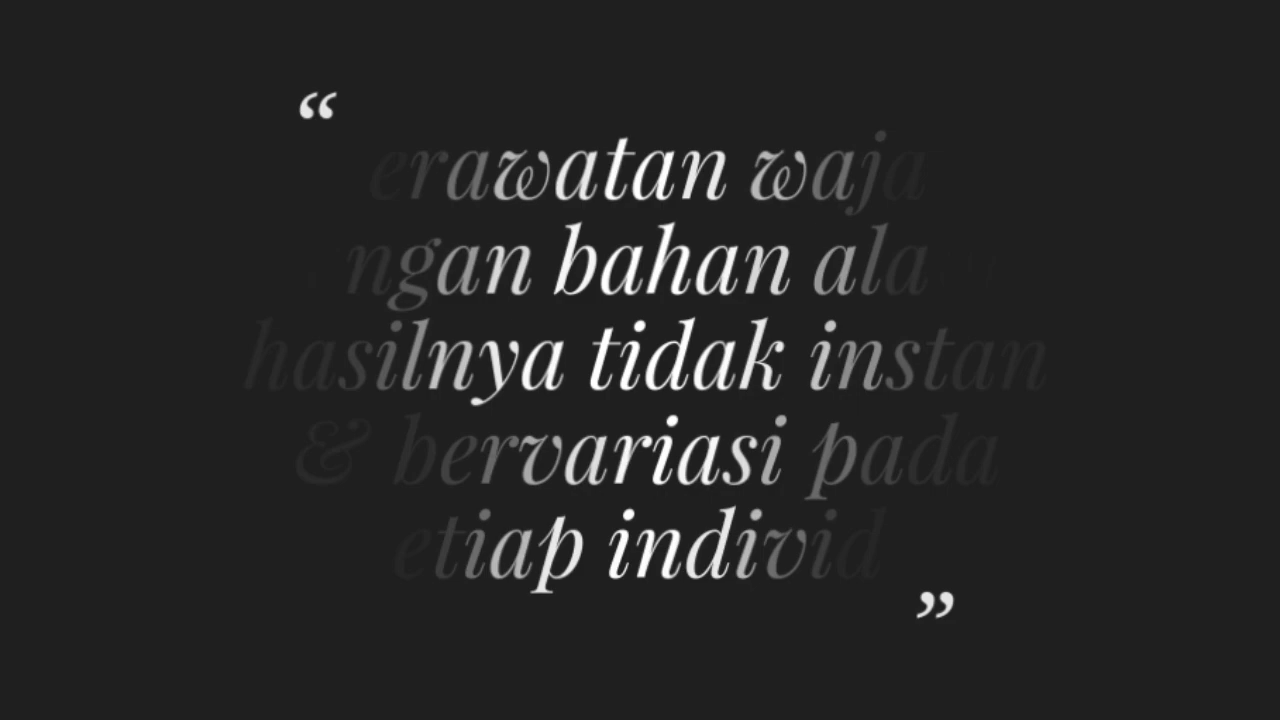 “
erawatan waja
ngan bahan ala
hasilnya tidak instan
& bervariasi pada
etiap individ
”